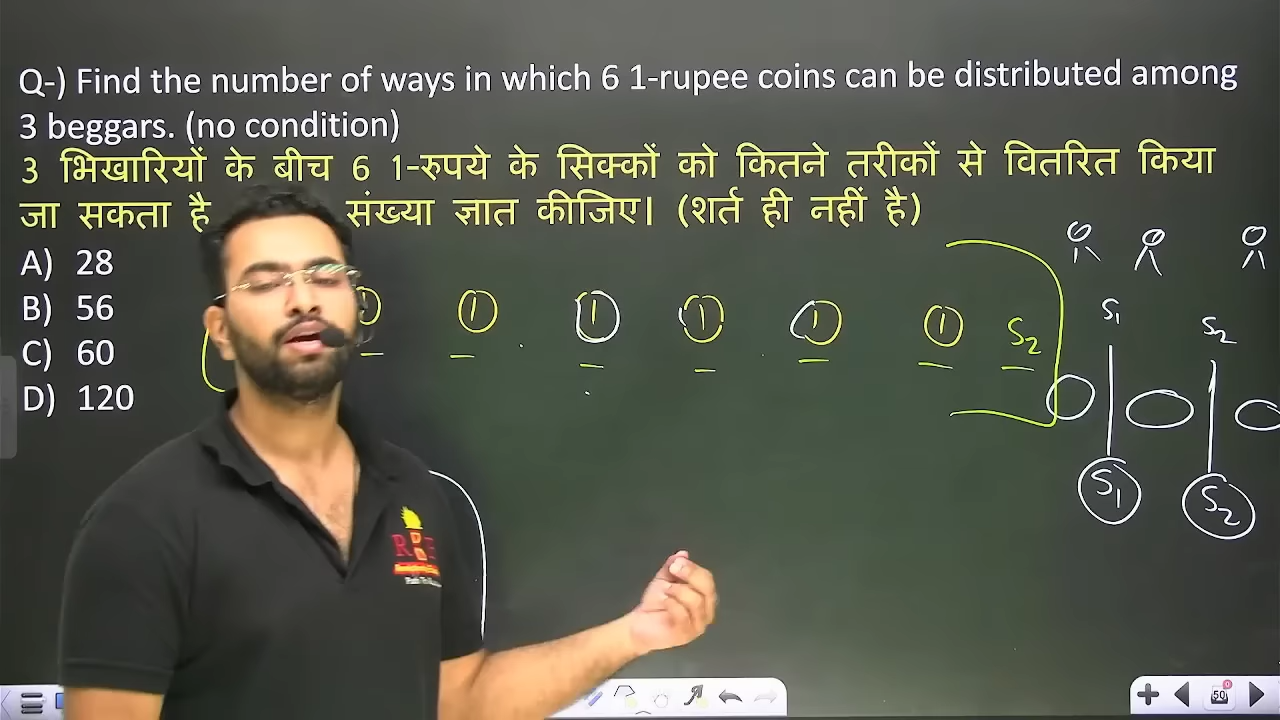 Q-) Find the number of ways in which 6 1-rupee coins can be distributed among
3 beggars. (no condition)
3 भिखारियों के बीच 6 1-रुपये के सिक्कों को कितने तरीकों से वितरित किया
जा सकता है संख्या ज्ञात कीजिए। (शर्त ही नहीं है)
A) 28
B) 56
C) 60
D) 120
1 1 1 1 1 1 S2
S1 S2
S1 S2
50